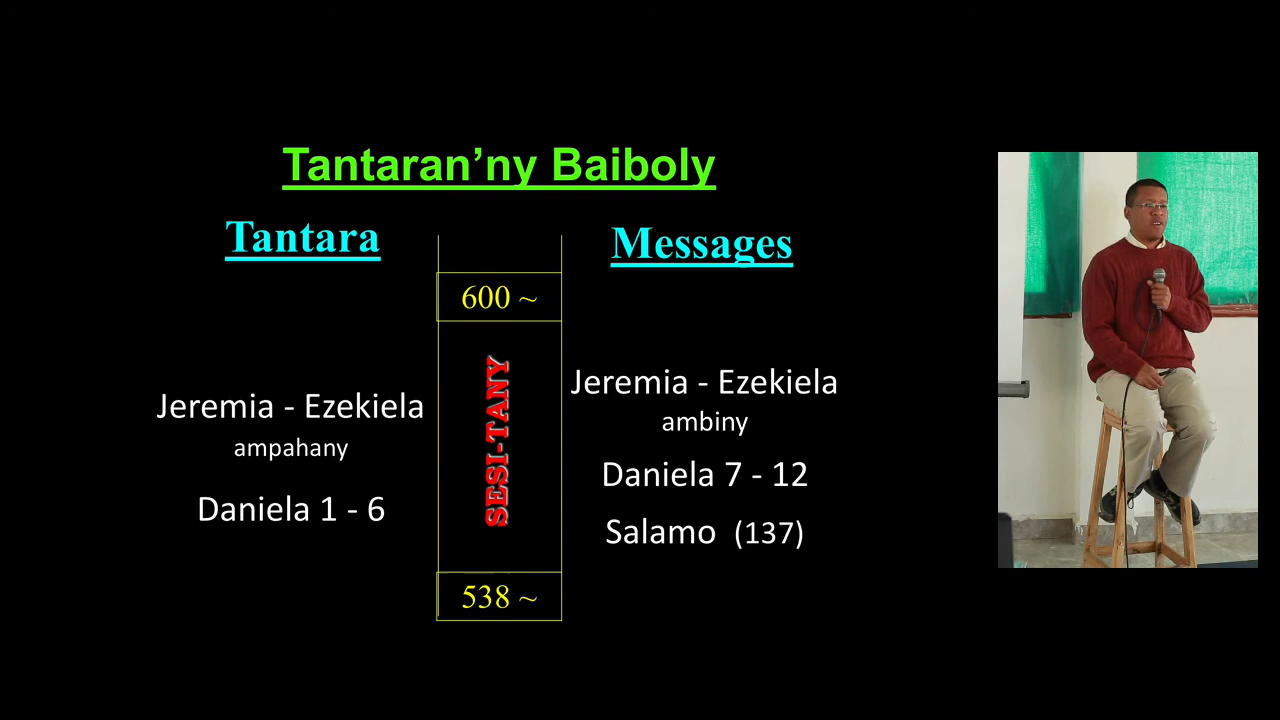 Tantaran’ny Baiboly
Tantara
Messages
600 ~
Jeremia - Ezekiela
ampahany
Daniela 1 - 6
SESI-TANY
Jeremia - Ezekiela
ambiny
Daniela 7 - 12
Salamo (137)
538 ~